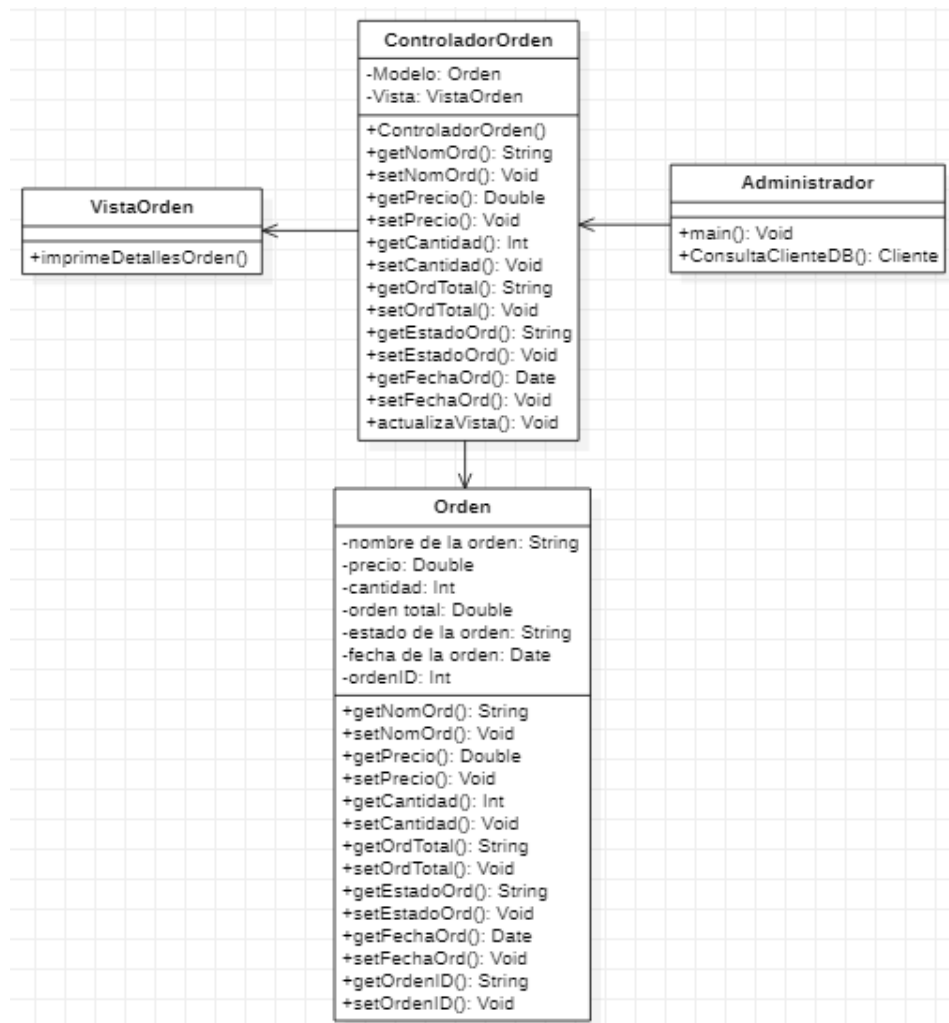 ControladorOrden
-Modelo: Orden
-Vista: VistaOrden
+ControladorOrden()
+getNomOrd(): String
+setNomOrd(): Void
+getPrecio(): Double
+setPrecio(): Void
+getCantidad(): Int
+setCantidad(): Void
+getOrdTotal(): String
+setOrdTotal(): Void
+getEstadoOrd(): String
+setEstadoOrd(): Void
+getFechaOrd(): Date
+setFechaOrd(): Void
+actualizaVista(): Void
VistaOrden
+imprimeDetallesOrden()
Administrador
+main(): Void
+ConsultaClienteDB(): Cliente
Orden
-nombre de la orden: String
-precio: Double
-cantidad: Int
-orden total: Double
-estado de la orden: String
-fecha de la orden: Date
-ordenID: Int
+getNomOrd(): String
+setNomOrd(): Void
+getPrecio(): Double
+setPrecio(): Void
+getCantidad(): Int
+setCantidad(): Void
+getOrdTotal(): String
+setOrdTotal(): Void
+getEstadoOrd(): String
+setEstadoOrd(): Void
+getFechaOrd(): Date
+setFechaOrd(): Void
+getOrdenID(): String
+setOrdenID(): Void